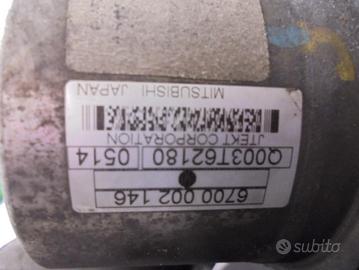 6700 002 146
Q003T62180 0514
JTEKT CORPORATION
MITSUBISHI JAPAN
subito